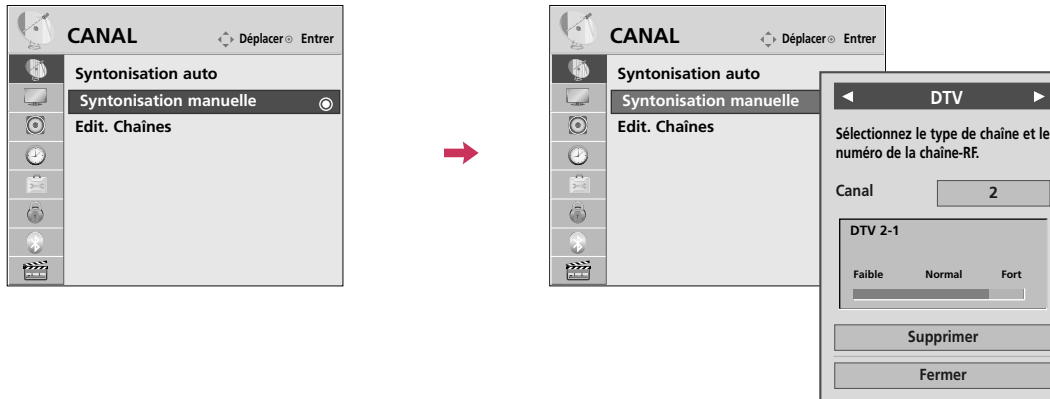 CANAL Déplacer Entrer
Syntonisation auto
Syntonisation manuelle
Edit. Chaînes
CANAL Déplacer Entrer
Syntonisation auto
Syntonisation manuelle
Edit. Chaînes
DTV
Sélectionnez le type de chaîne et le
numéro de la chaîne-RF.
Canal 2
DTV 2-1
Faible Normal Fort
Supprimer
Fermer